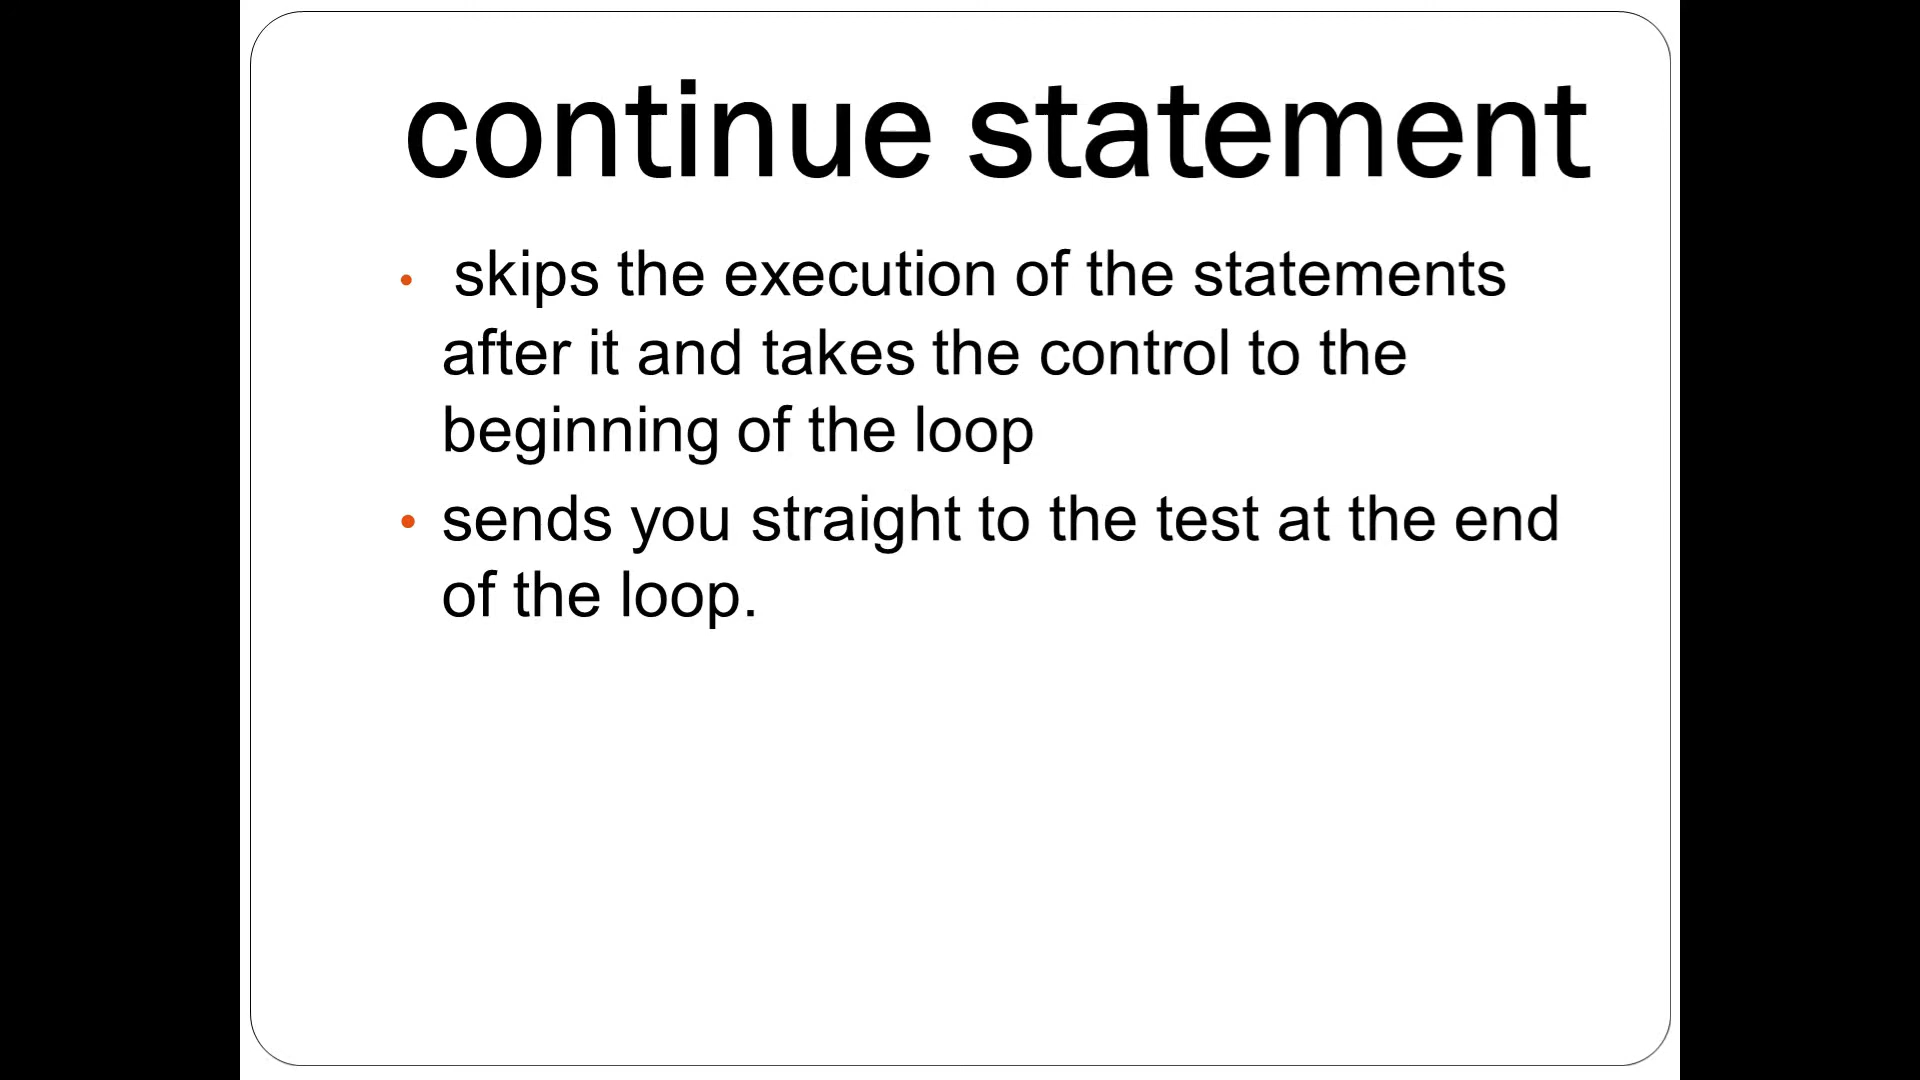 continue statement
• skips the execution of the statements
after it and takes the control to the
beginning of the loop
• sends you straight to the test at the end
of the loop.